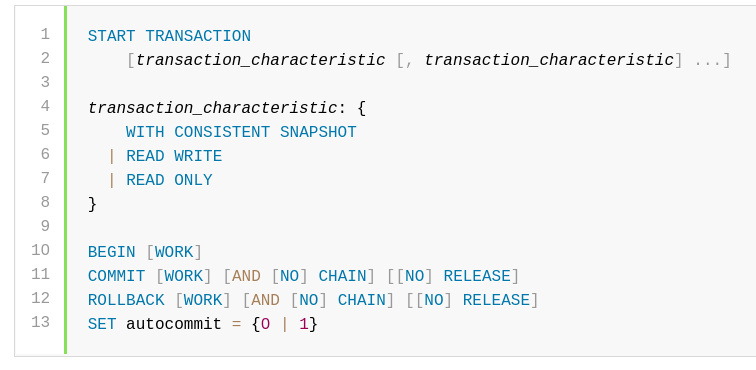 1 START TRANSACTION
2     [transaction_characteristic [, transaction_characteristic] ...]
3
4 transaction_characteristic: {
5     WITH CONSISTENT SNAPSHOT
6   | READ WRITE
7   | READ ONLY
8 }
9
10 BEGIN [WORK]
11 COMMIT [WORK] [AND [NO] CHAIN] [[NO] RELEASE]
12 ROLLBACK [WORK] [AND [NO] CHAIN] [[NO] RELEASE]
13 SET autocommit = {0 | 1}